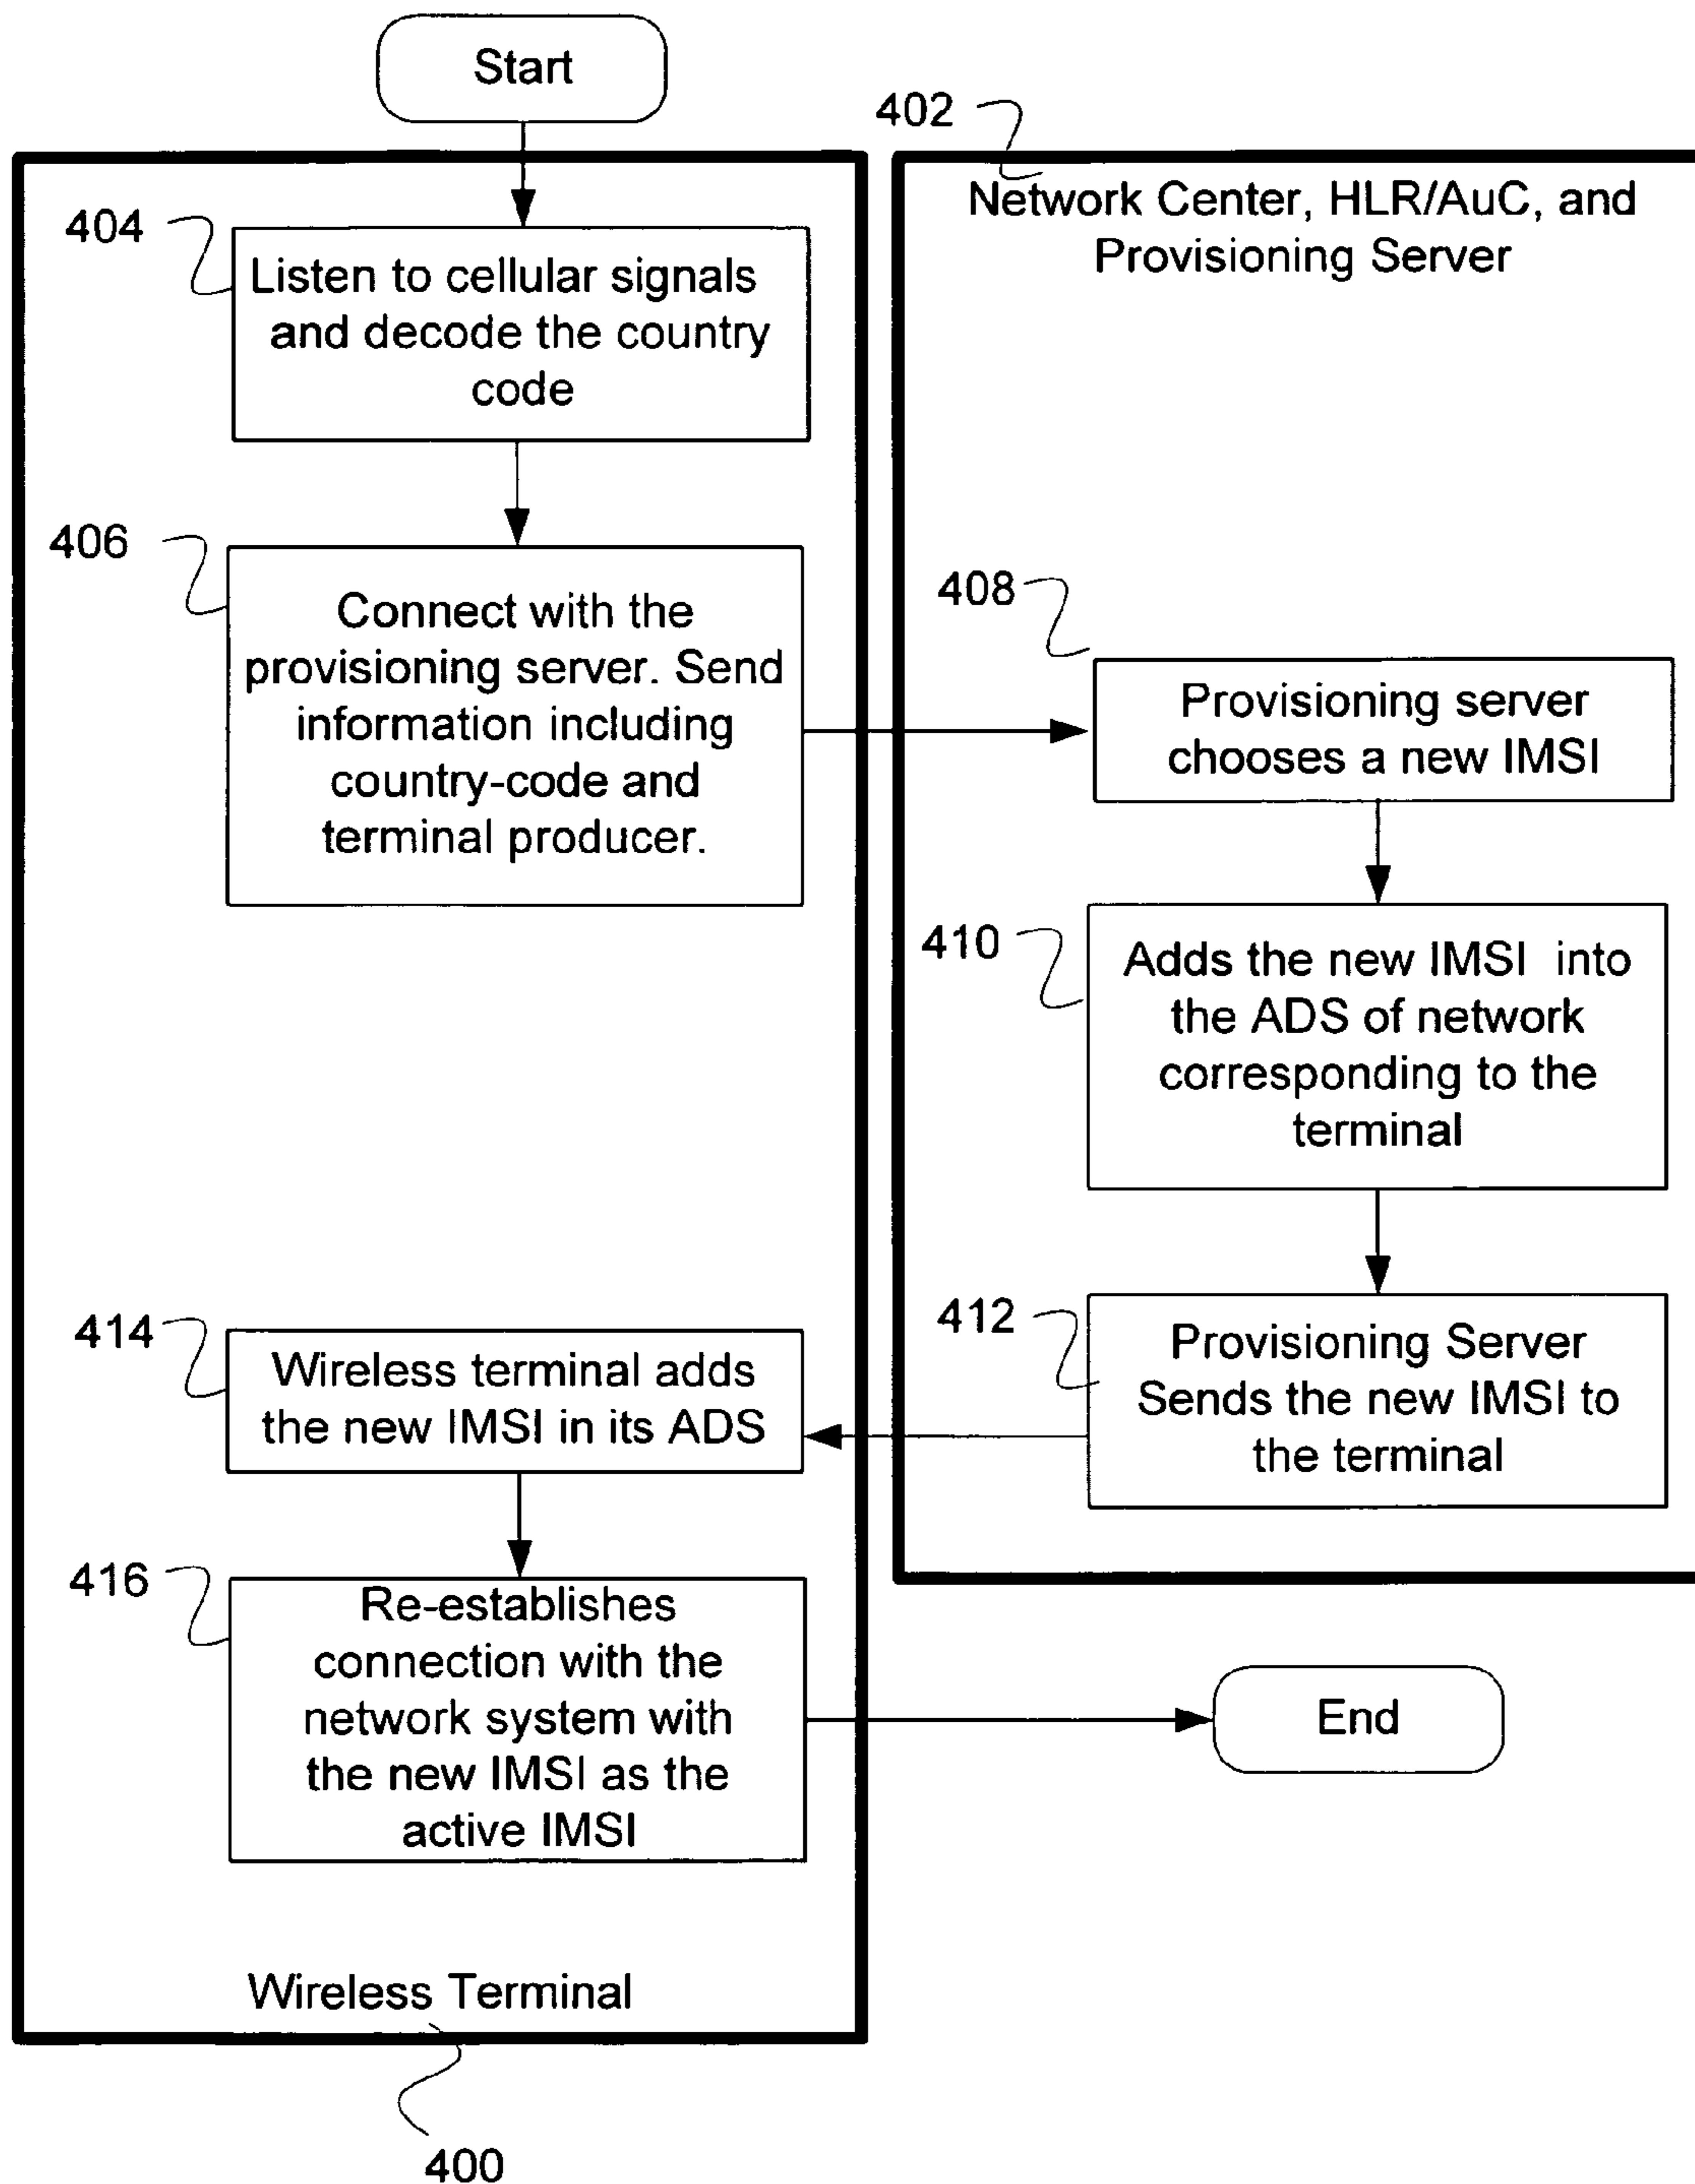 Start
402
Network Center, HLR/AuC, and
Provisioning Server
404
Listen to cellular signals
and decode the country
code
406
Connect with the
provisioning server. Send
information including
country-code and
terminal producer.
408
Provisioning server
chooses a new IMSI
410
Adds the new IMSI into
the ADS of network
corresponding to the
terminal
412
Provisioning Server
Sends the new IMSI to
the terminal
414
Wireless terminal adds
the new IMSI in its ADS
416
Re-establishes
connection with the
network system with
the new IMSI as the
active IMSI
End
Wireless Terminal
400